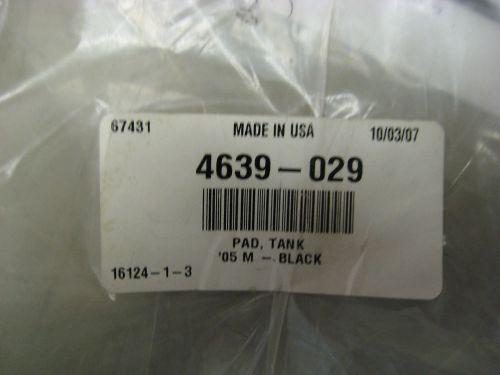 67431 MADE IN USA 10/03/07
4639-029
PAD, TANK
'05 M - BLACK
16124-1-3